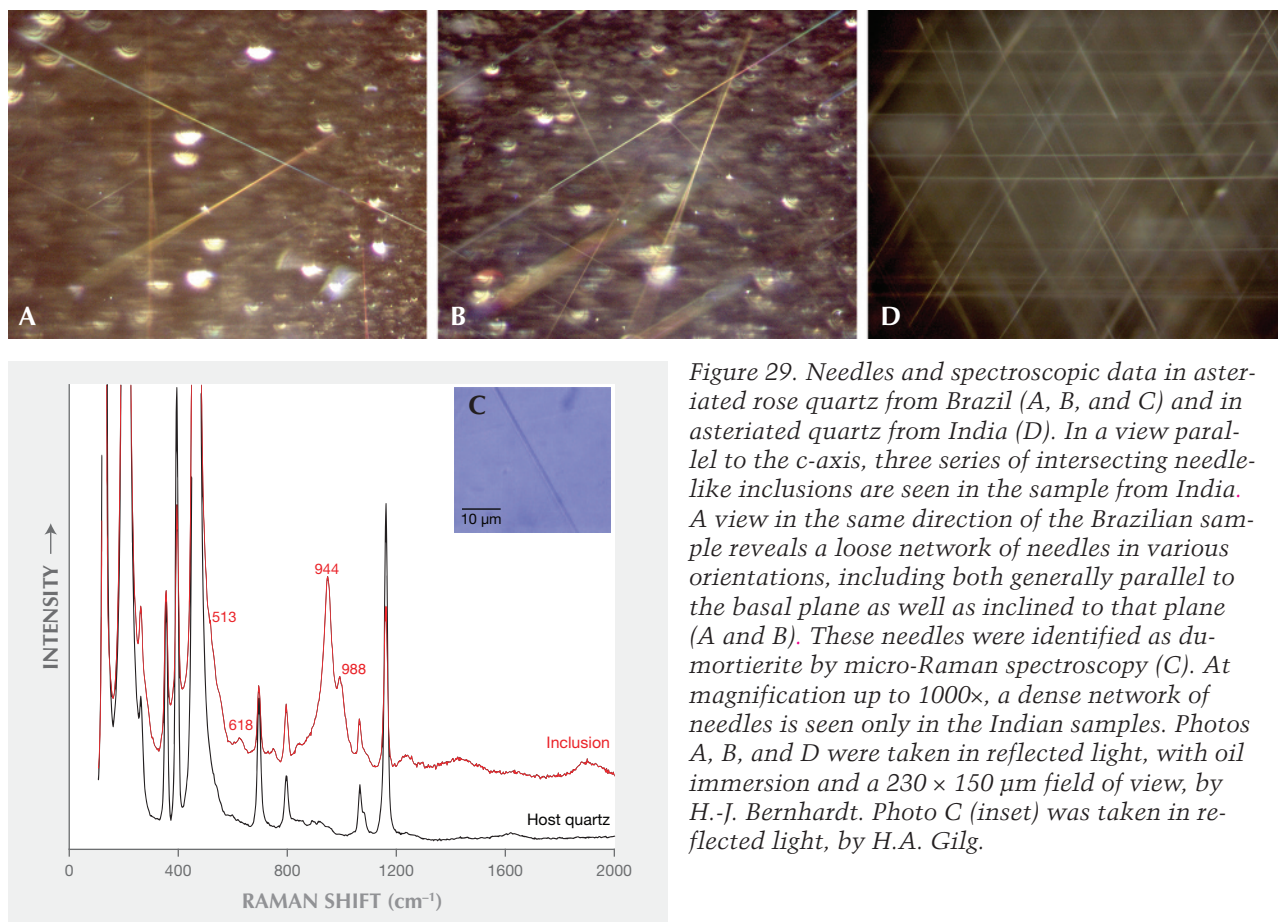 A
B
D
INTENSITY →
C
10 µm
944
513
988
618
Inclusion
Host quartz
0
400
800
1200
1600
2000
RAMAN SHIFT (cm⁻¹)
Figure 29. Needles and spectroscopic data in aster-
iated rose quartz from Brazil (A, B, and C) and in
asteriated quartz from India (D). In a view paral-
lel to the c-axis, three series of intersecting needle-
like inclusions are seen in the sample from India.
A view in the same direction of the Brazilian sam-
ple reveals a loose network of needles in various
orientations, including both generally parallel to
the basal plane as well as inclined to that plane
(A and B). These needles were identified as du-
mortierite by micro-Raman spectroscopy (C). At
magnification up to 1000×, a dense network of
needles is seen only in the Indian samples. Photos
A, B, and D were taken in reflected light, with oil
immersion and a 230 × 150 µm field of view, by
H.-J. Bernhardt. Photo C (inset) was taken in re-
flected light, by H.A. Gilg.